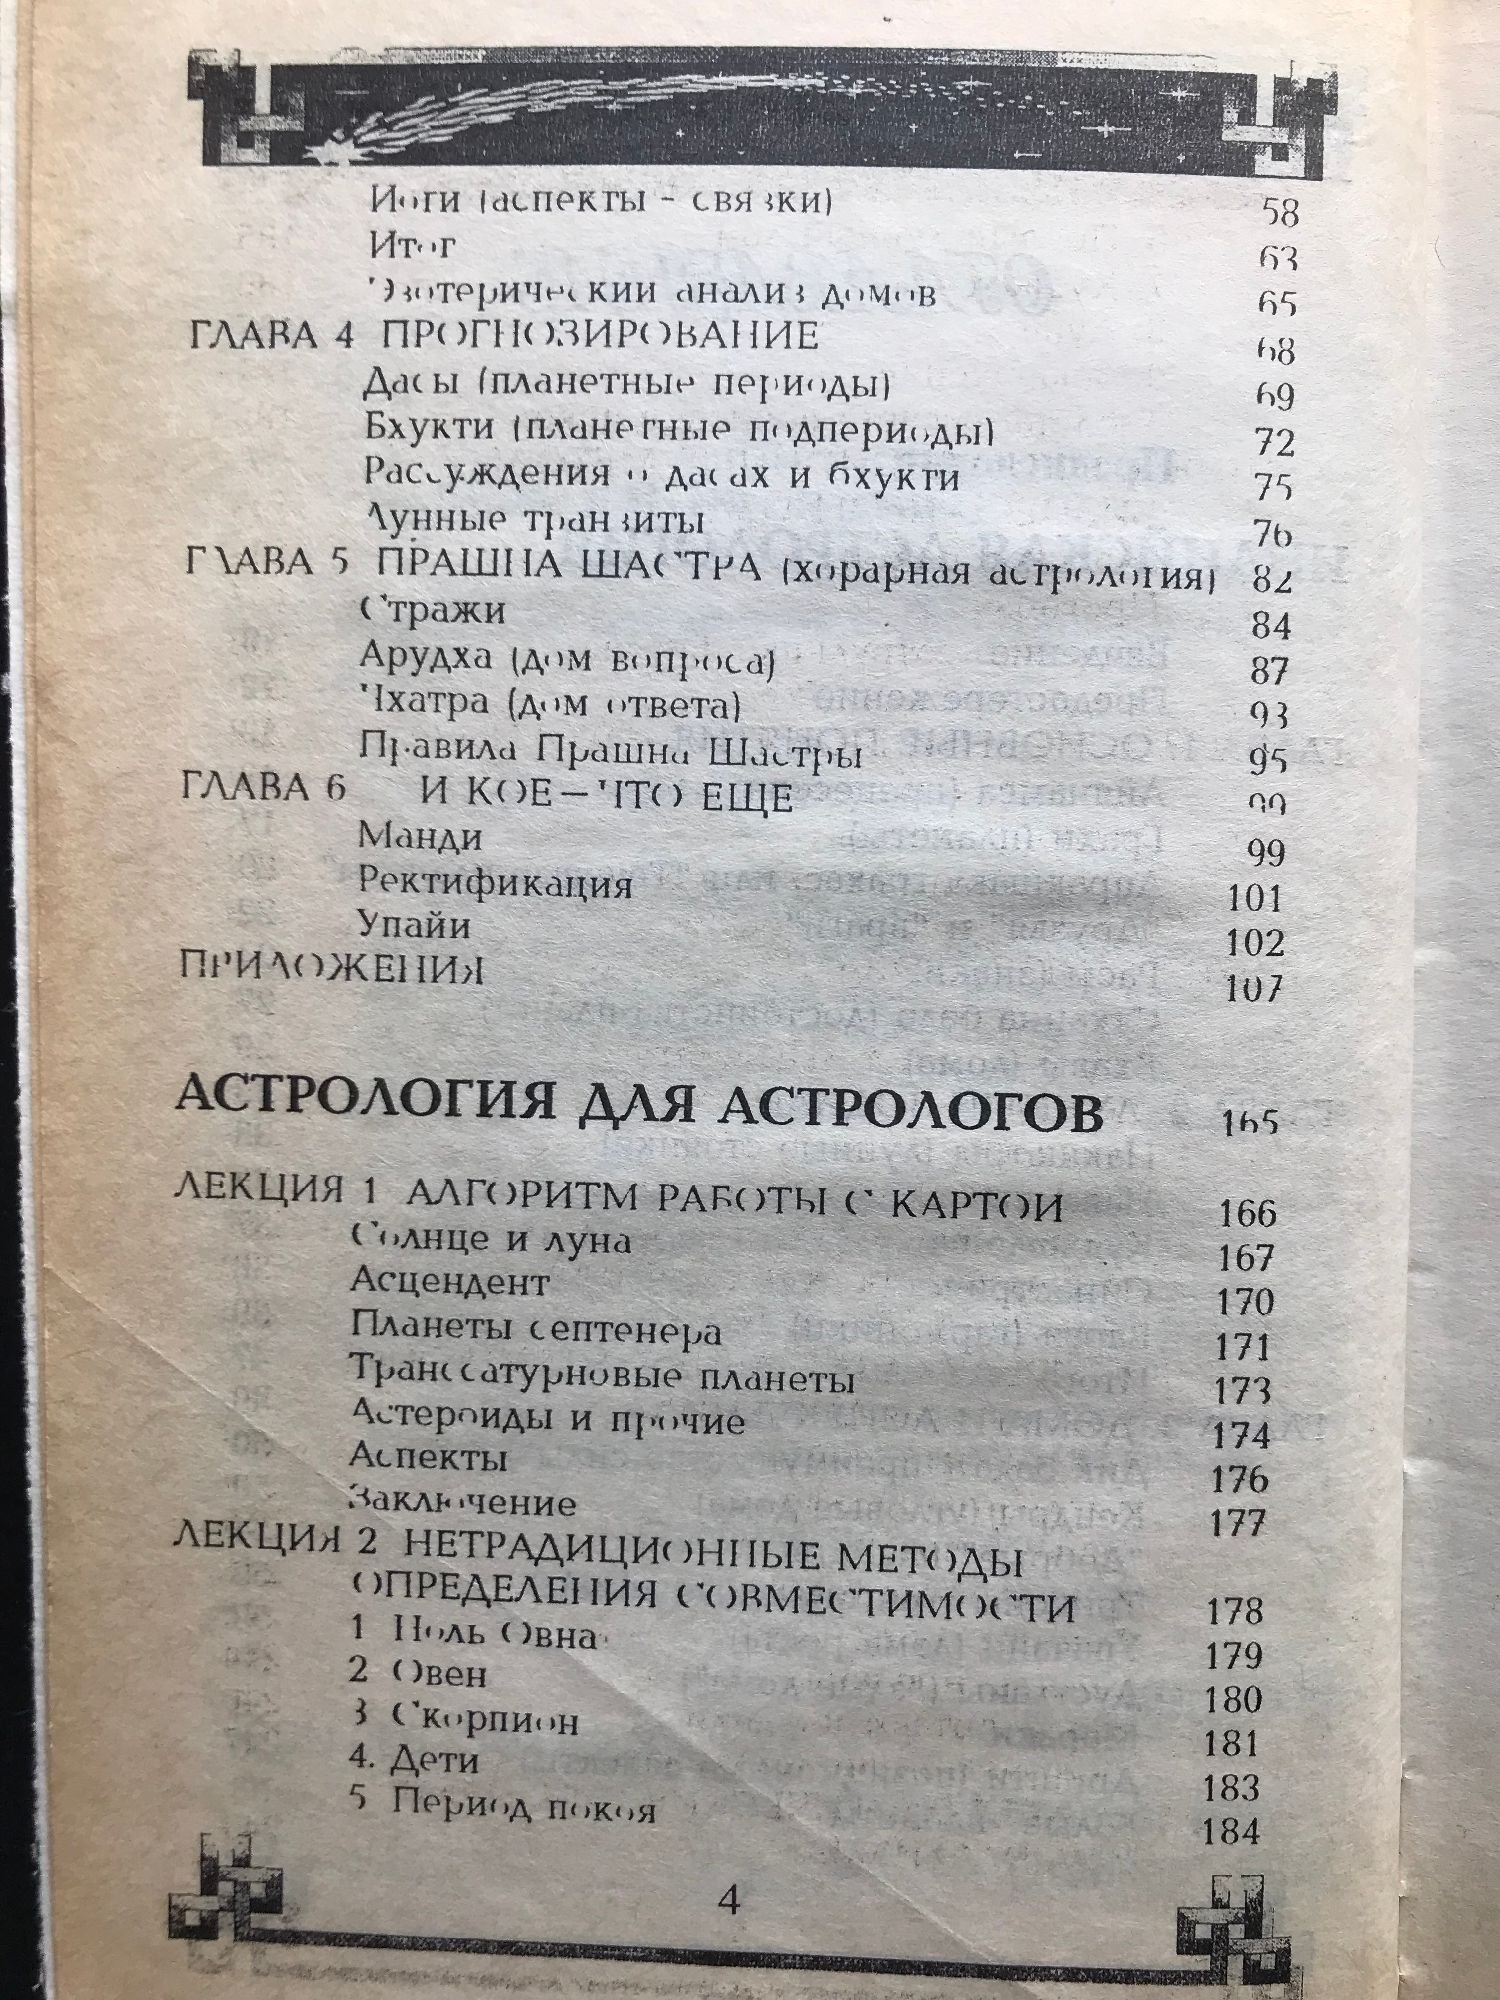 Йоги (аспекты - связки) 58
Итог 63
Эзотерический анализ домов 65
ГЛАВА 4 ПРОГНОЗИРОВАНИЕ 68
Дасы (планетные периоды) 69
Бхукти (планетные подпериоды) 72
Рассуждения о дасах и бхукти 75
Лунные транзиты 76
ГЛАВА 5 ПРАШНА ШАСТРА (хорарная астрология) 82
Стражи 84
Арудха (дом вопроса) 87
Чхатра (дом ответа) 93
Правила Прашна Шастры 95
ГЛАВА 6 И КОЕ-ЧТО ЕЩЕ 99
Манди 99
Ректификация 101
Упайи 102
ПРИЛОЖЕНИЯ 107
АСТРОЛОГИЯ ДЛЯ АСТРОЛОГОВ 165
ЛЕКЦИЯ 1 АЛГОРИТМ РАБОТЫ С КАРТОЙ 166
Солнце и луна 167
Асцендент 170
Планеты септенера 171
Транссатурновые планеты 173
Астероиды и прочие 174
Аспекты 176
Заключение 177
ЛЕКЦИЯ 2 НЕТРАДИЦИОННЫЕ МЕТОДЫ
ОПРЕДЕЛЕНИЯ СОВМЕСТИМОСТИ 178
1 Ноль Овна 179
2 Овен 180
3 Скорпион 181
4. Дети 183
5 Период покоя 184
4